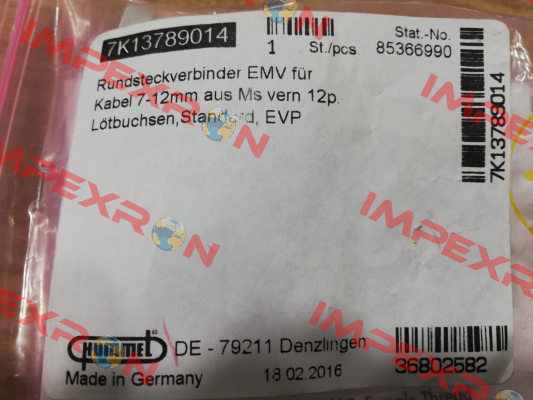 7K13789014
1 St./pcs.
Stat.-No.
85366990
Rundsteckverbinder EMV für
Kabel 7-12mm aus Ms vern 12p.
Lötbuchsen,Standard, EVP
7K13789014
HUMMEL
DE - 79211 Denzlingen
Made in Germany
18.02.2016
36802582
IMPEXRON
IMPEXRON
IMPEXRON
IMPEXRON
IMPEXRON